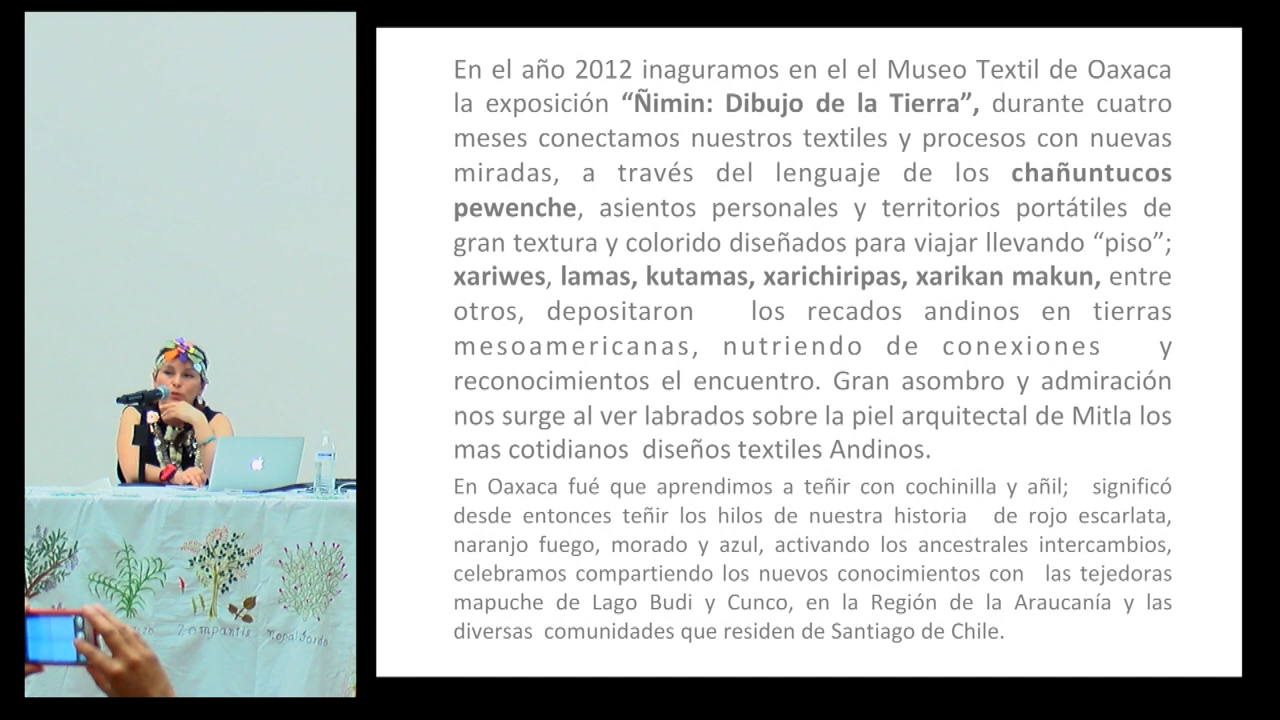 En el año 2012 inaguramos en el el Museo Textil de Oaxaca
la exposición “Ñimin: Dibujo de la Tierra”, durante cuatro
meses conectamos nuestros textiles y procesos con nuevas
miradas, a través del lenguaje de los chañuntucos
pewenche, asientos personales y territorios portátiles de
gran textura y colorido diseñados para viajar llevando “piso”;
xariwes, lamas, kutamas, xarichiripas, xarikan makun, entre
otros, depositaron los recados andinos en tierras
mesoamericanas, nutriendo de conexiones y
reconocimientos el encuentro. Gran asombro y admiración
nos surge al ver labrados sobre la piel arquitectal de Mitla los
mas cotidianos diseños textiles Andinos.
En Oaxaca fué que aprendimos a teñir con cochinilla y añil; significó
desde entonces teñir los hilos de nuestra historia de rojo escarlata,
naranjo fuego, morado y azul, activando los ancestrales intercambios,
celebramos compartiendo los nuevos conocimientos con las tejedoras
mapuche de Lago Budi y Cunco, en la Región de la Araucanía y las
diversas comunidades que residen de Santiago de Chile.
Zompantle nopal